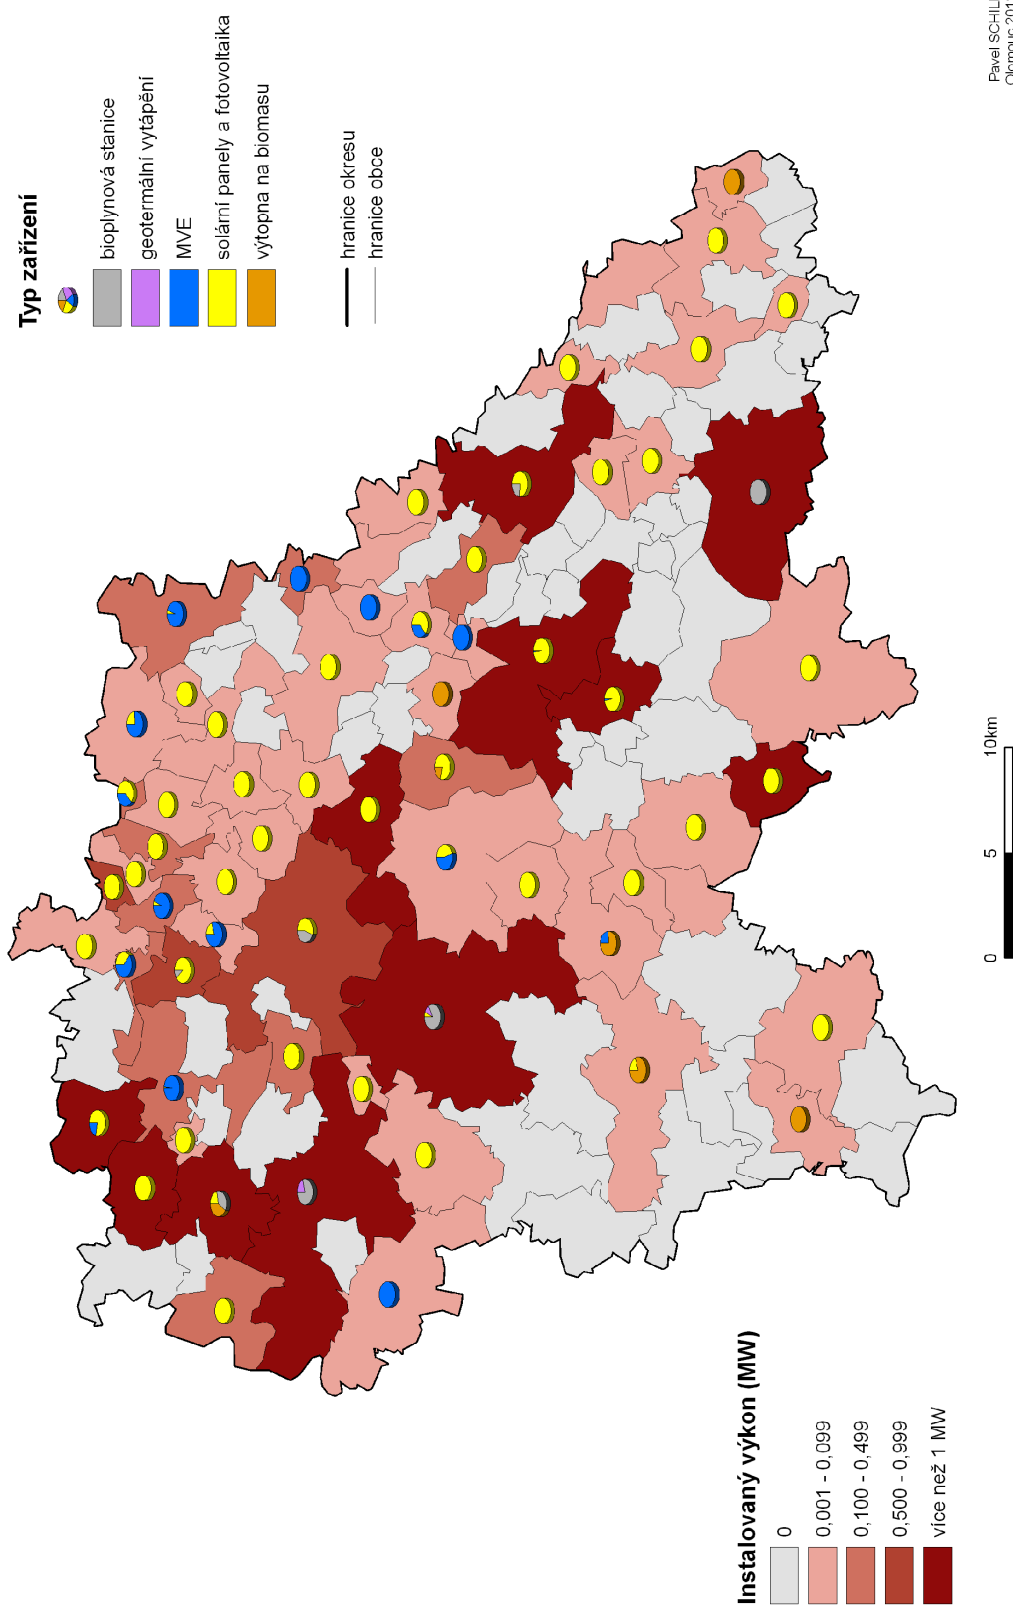 Typ zařízení
bioplynová stanice
geotermální vytápění
MVE
solární panely a fotovoltaika
výtopna na biomasu
hranice okresu
hranice obce
Instalovaný výkon (MW)
0
0,001 - 0,099
0,100 - 0,499
0,500 - 0,999
více než 1 MW
0 5 10km
Pavel
Olomouc